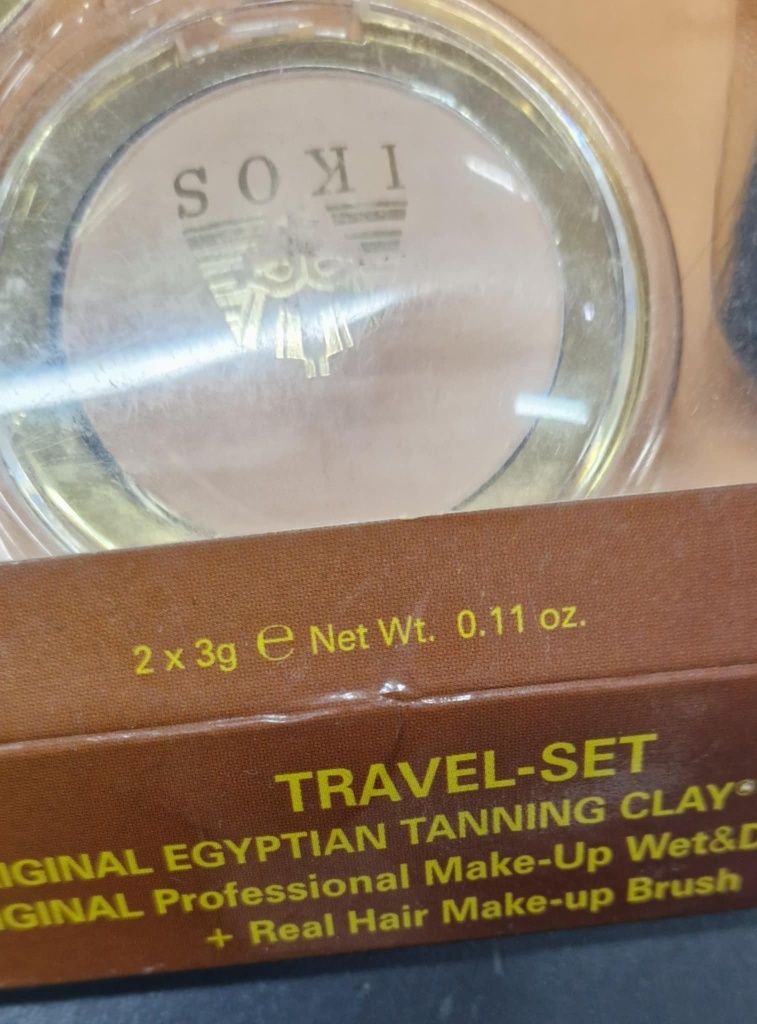 IKOS
2 x 3g ℮ Net Wt. 0.11 oz.
TRAVEL-SET
IGINAL EGYPTIAN TANNING CLAY®
IGINAL Professional Make-Up Wet&D
+ Real Hair Make-up Brush